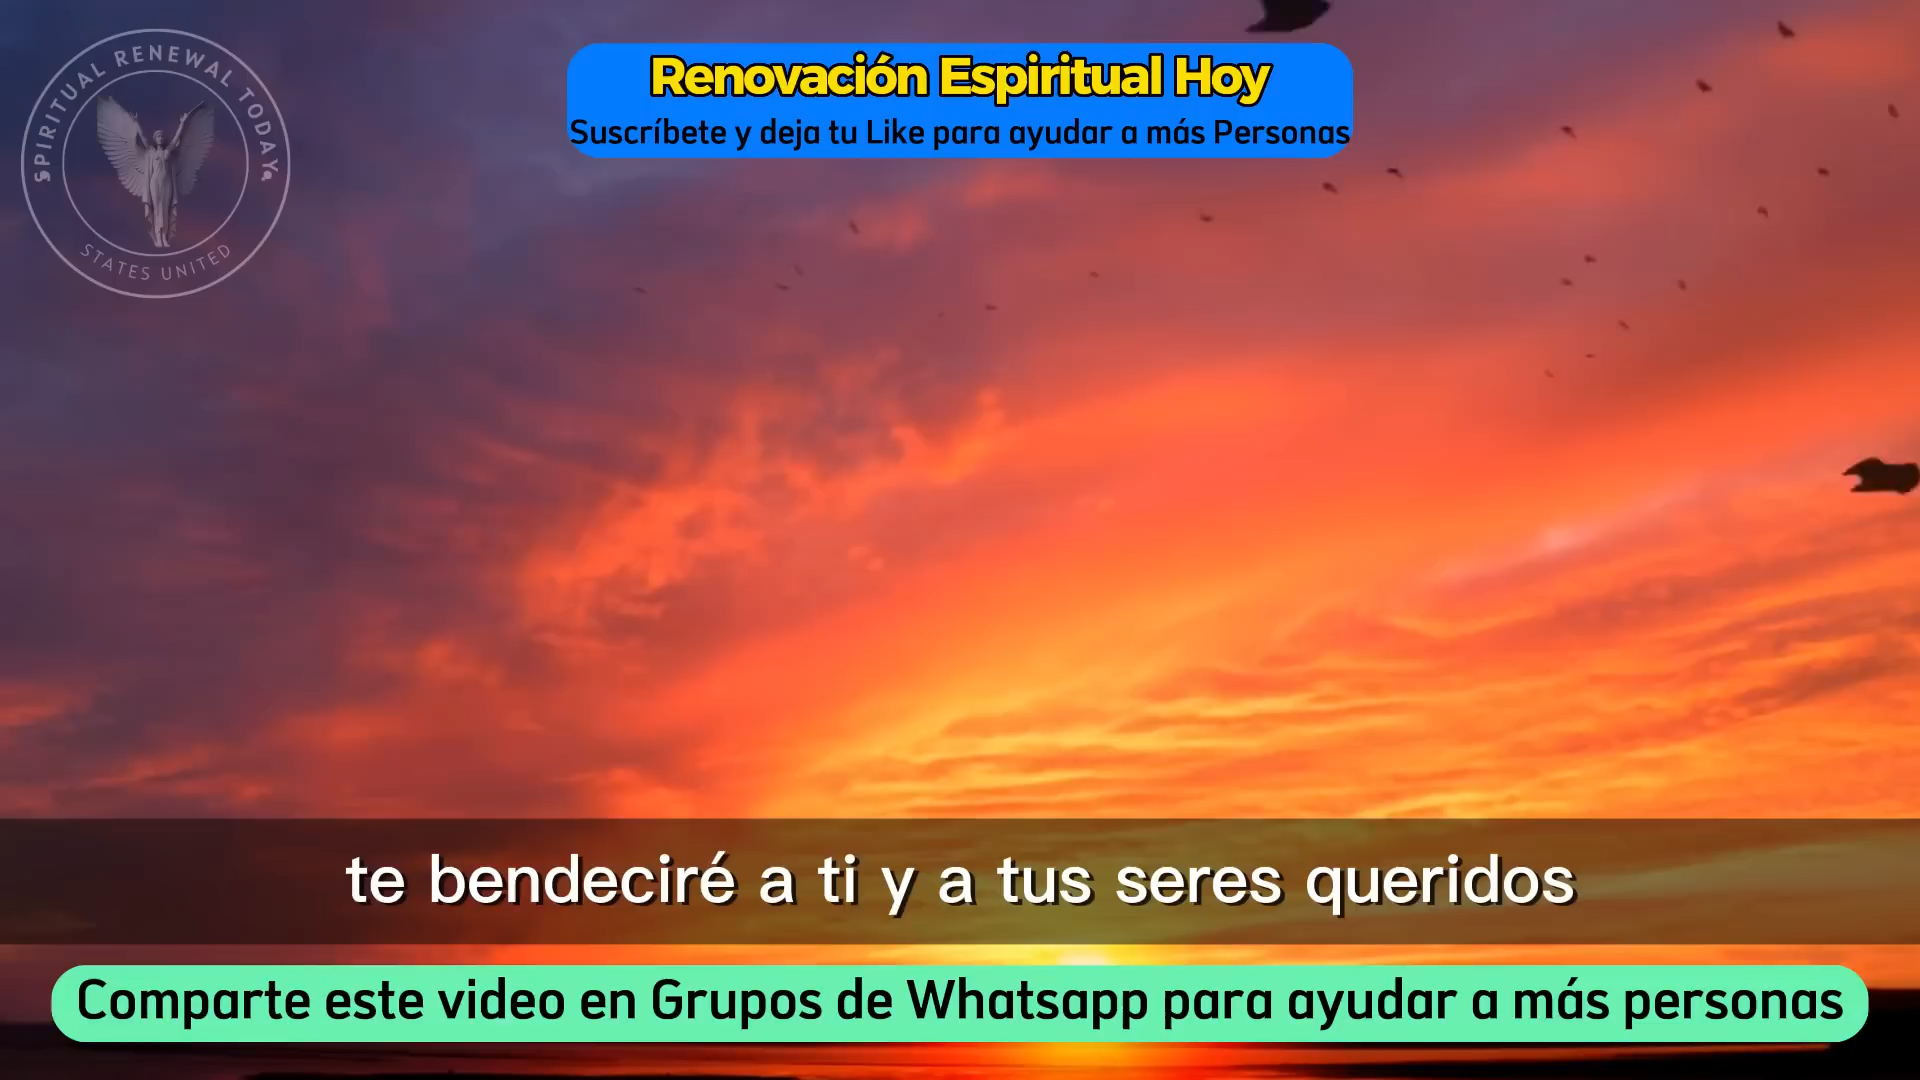 SPIRITUAL RENEWAL TODAY
STATES UNITED
Renovación Espiritual Hoy
Suscríbete y deja tu Like para ayudar a más Personas
te bendeciré a ti y a tus seres queridos
Comparte este video en Grupos de Whatsapp para ayudar a más personas